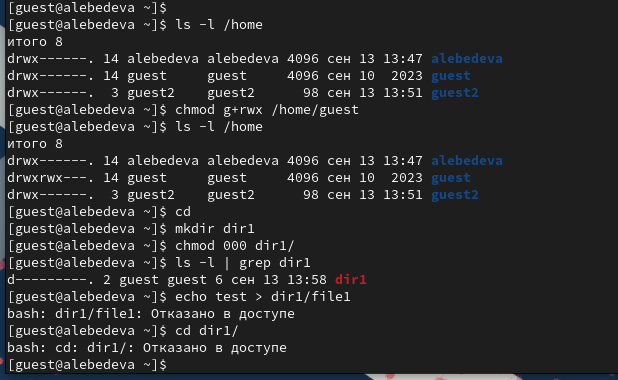 [guest@alebedeva ~]$
[guest@alebedeva ~]$ ls -l /home
итого 8
drwx------. 14 alebedeva alebedeva 4096 сен 13 13:47 alebedeva
drwx------. 14 guest     guest     4096 сен 10  2023 guest
drwx------.  3 guest2    guest2      98 сен 13 13:51 guest2
[guest@alebedeva ~]$ chmod g+rwx /home/guest
[guest@alebedeva ~]$ ls -l /home
итого 8
drwx------. 14 alebedeva alebedeva 4096 сен 13 13:47 alebedeva
drwxrwx---. 14 guest     guest     4096 сен 10  2023 guest
drwx------.  3 guest2    guest2      98 сен 13 13:51 guest2
[guest@alebedeva ~]$ cd
[guest@alebedeva ~]$ mkdir dir1
[guest@alebedeva ~]$ chmod 000 dir1/
[guest@alebedeva ~]$ ls -l | grep dir1
d---------. 2 guest guest 6 сен 13 13:58 dir1
[guest@alebedeva ~]$ echo test > dir1/file1
bash: dir1/file1: Отказано в доступе
[guest@alebedeva ~]$ cd dir1/
bash: cd: dir1/: Отказано в доступе
[guest@alebedeva ~]$